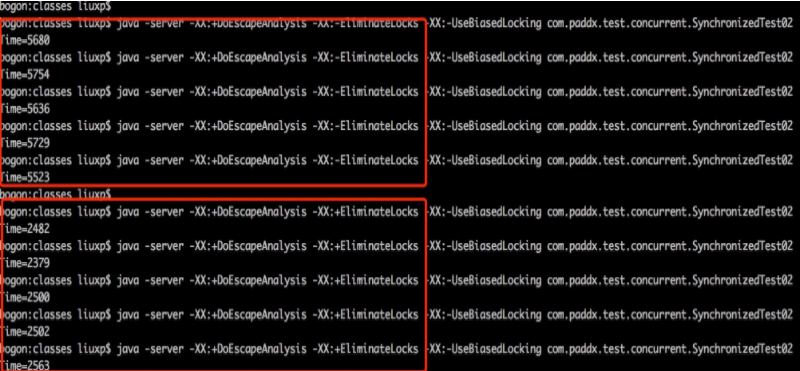 bogon:classes liuxp$
bogon:classes liuxp$ java -server -XX:+DoEscapeAnalysis -XX:-EliminateLocks -XX:-UseBiasedLocking com.paddx.test.concurrent.SynchronizedTest02
Time=5680
bogon:classes liuxp$ java -server -XX:+DoEscapeAnalysis -XX:-EliminateLocks -XX:-UseBiasedLocking com.paddx.test.concurrent.SynchronizedTest02
Time=5754
bogon:classes liuxp$ java -server -XX:+DoEscapeAnalysis -XX:-EliminateLocks -XX:-UseBiasedLocking com.paddx.test.concurrent.SynchronizedTest02
Time=5636
bogon:classes liuxp$ java -server -XX:+DoEscapeAnalysis -XX:-EliminateLocks -XX:-UseBiasedLocking com.paddx.test.concurrent.SynchronizedTest02
Time=5729
bogon:classes liuxp$ java -server -XX:+DoEscapeAnalysis -XX:-EliminateLocks -XX:-UseBiasedLocking com.paddx.test.concurrent.SynchronizedTest02
Time=5523
bogon:classes liuxp$
bogon:classes liuxp$ java -server -XX:+DoEscapeAnalysis -XX:+EliminateLocks -XX:-UseBiasedLocking com.paddx.test.concurrent.SynchronizedTest02
Time=2482
bogon:classes liuxp$ java -server -XX:+DoEscapeAnalysis -XX:+EliminateLocks -XX:-UseBiasedLocking com.paddx.test.concurrent.SynchronizedTest02
Time=2379
bogon:classes liuxp$ java -server -XX:+DoEscapeAnalysis -XX:+EliminateLocks -XX:-UseBiasedLocking com.paddx.test.concurrent.SynchronizedTest02
Time=2500
bogon:classes liuxp$ java -server -XX:+DoEscapeAnalysis -XX:+EliminateLocks -XX:-UseBiasedLocking com.paddx.test.concurrent.SynchronizedTest02
Time=2502
bogon:classes liuxp$ java -server -XX:+DoEscapeAnalysis -XX:+EliminateLocks -XX:-UseBiasedLocking com.paddx.test.concurrent.SynchronizedTest02
Time=2563